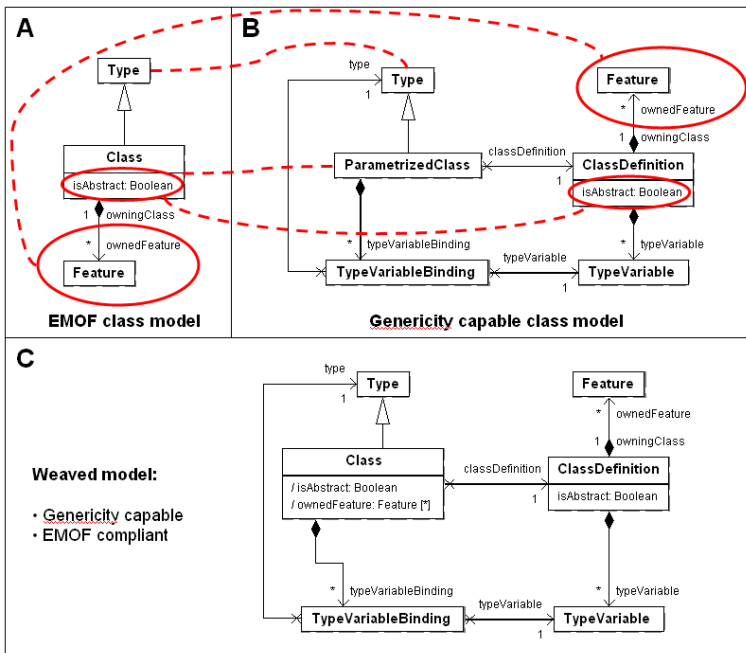 A
Type
Class
isAbstract: Boolean
1
owningClass
*
ownedFeature
Feature
EMOF class model
B
type
1
Type
Feature
*
ownedFeature
1
owningClass
classDefinition
1
ParametrizedClass
ClassDefinition
isAbstract: Boolean
*
typeVariableBinding
*
typeVariable
TypeVariableBinding
typeVariable
1
TypeVariable
Genericity capable class model
C
type
1
Type
Feature
*
ownedFeature
1
owningClass
Class
/ isAbstract: Boolean
/ ownedFeature: Feature [*]
classDefinition
1
ClassDefinition
isAbstract: Boolean
Weaved model:
• Genericity capable
• EMOF compliant
*
typeVariableBinding
*
typeVariable
TypeVariableBinding
typeVariable
1
TypeVariable